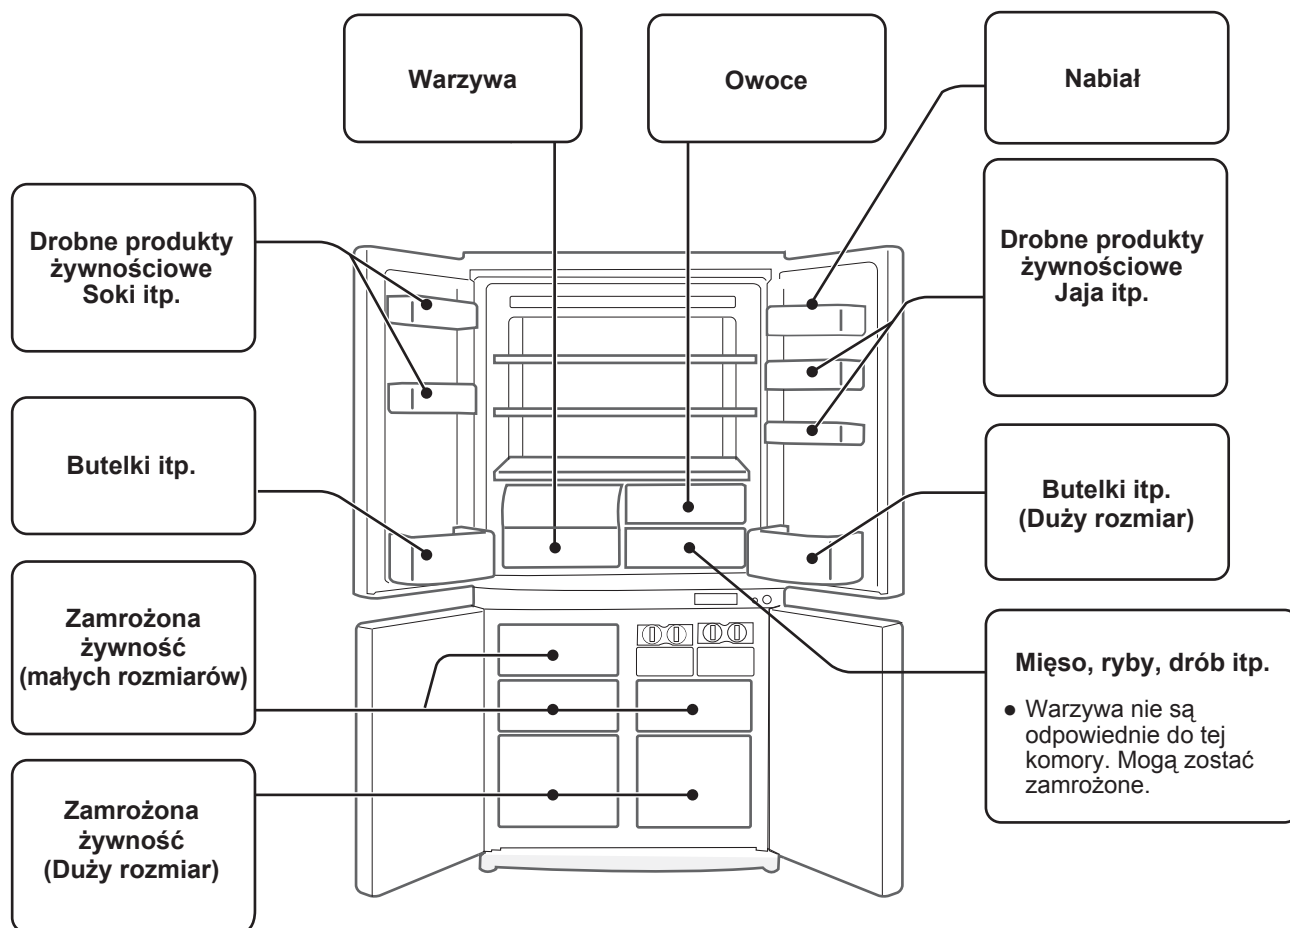 Warzywa
Owoce
Nabiał
Drobne produkty
żywnościowe
Soki itp.
Drobne produkty
żywnościowe
Jaja itp.
Butelki itp.
Butelki itp.
(Duży rozmiar)
Zamrożona
żywność
(małych rozmiarów)
Mięso, ryby, drób itp.
● Warzywa nie są
odpowiednie do tej
komory. Mogą zostać
zamrożone.
Zamrożona
żywność
(Duży rozmiar)